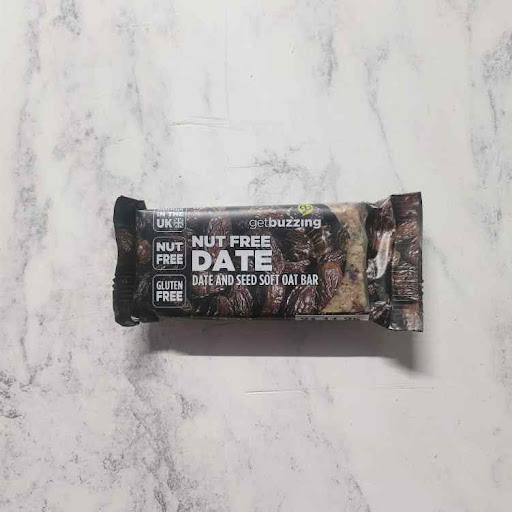 IN THE
UK
NUT
FREE
GLUTEN
FREE
getbuzzing
NUT FREE
DATE
DATE AND SEED SOFT OAT BAR